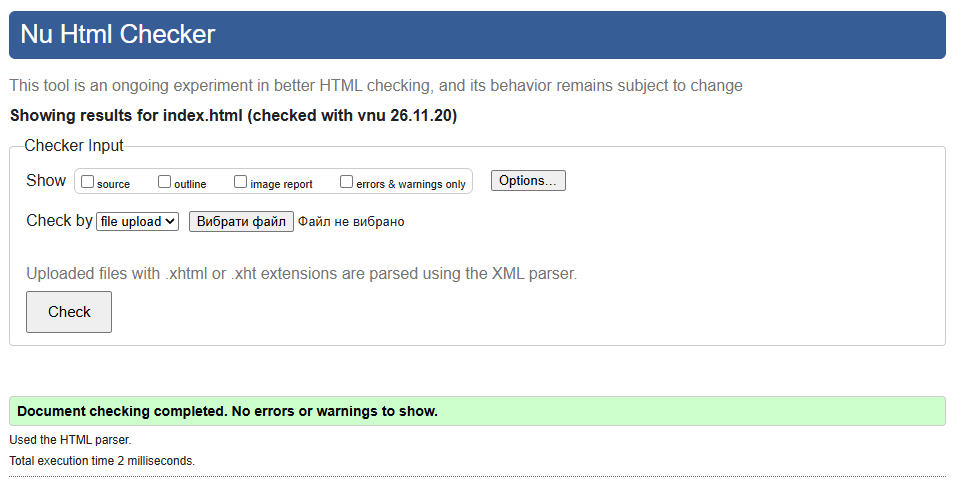 Nu Html Checker
This tool is an ongoing experiment in better HTML checking, and its behavior remains subject to change
Showing results for index.html (checked with vnu 26.11.20)
Checker Input
Show source outline image report errors & warnings only Options...
Check by file upload Вибрати файл Файл не вибрано
Uploaded files with .xhtml or .xht extensions are parsed using the XML parser.
Check
Document checking completed. No errors or warnings to show.
Used the HTML parser.
Total execution time 2 milliseconds.